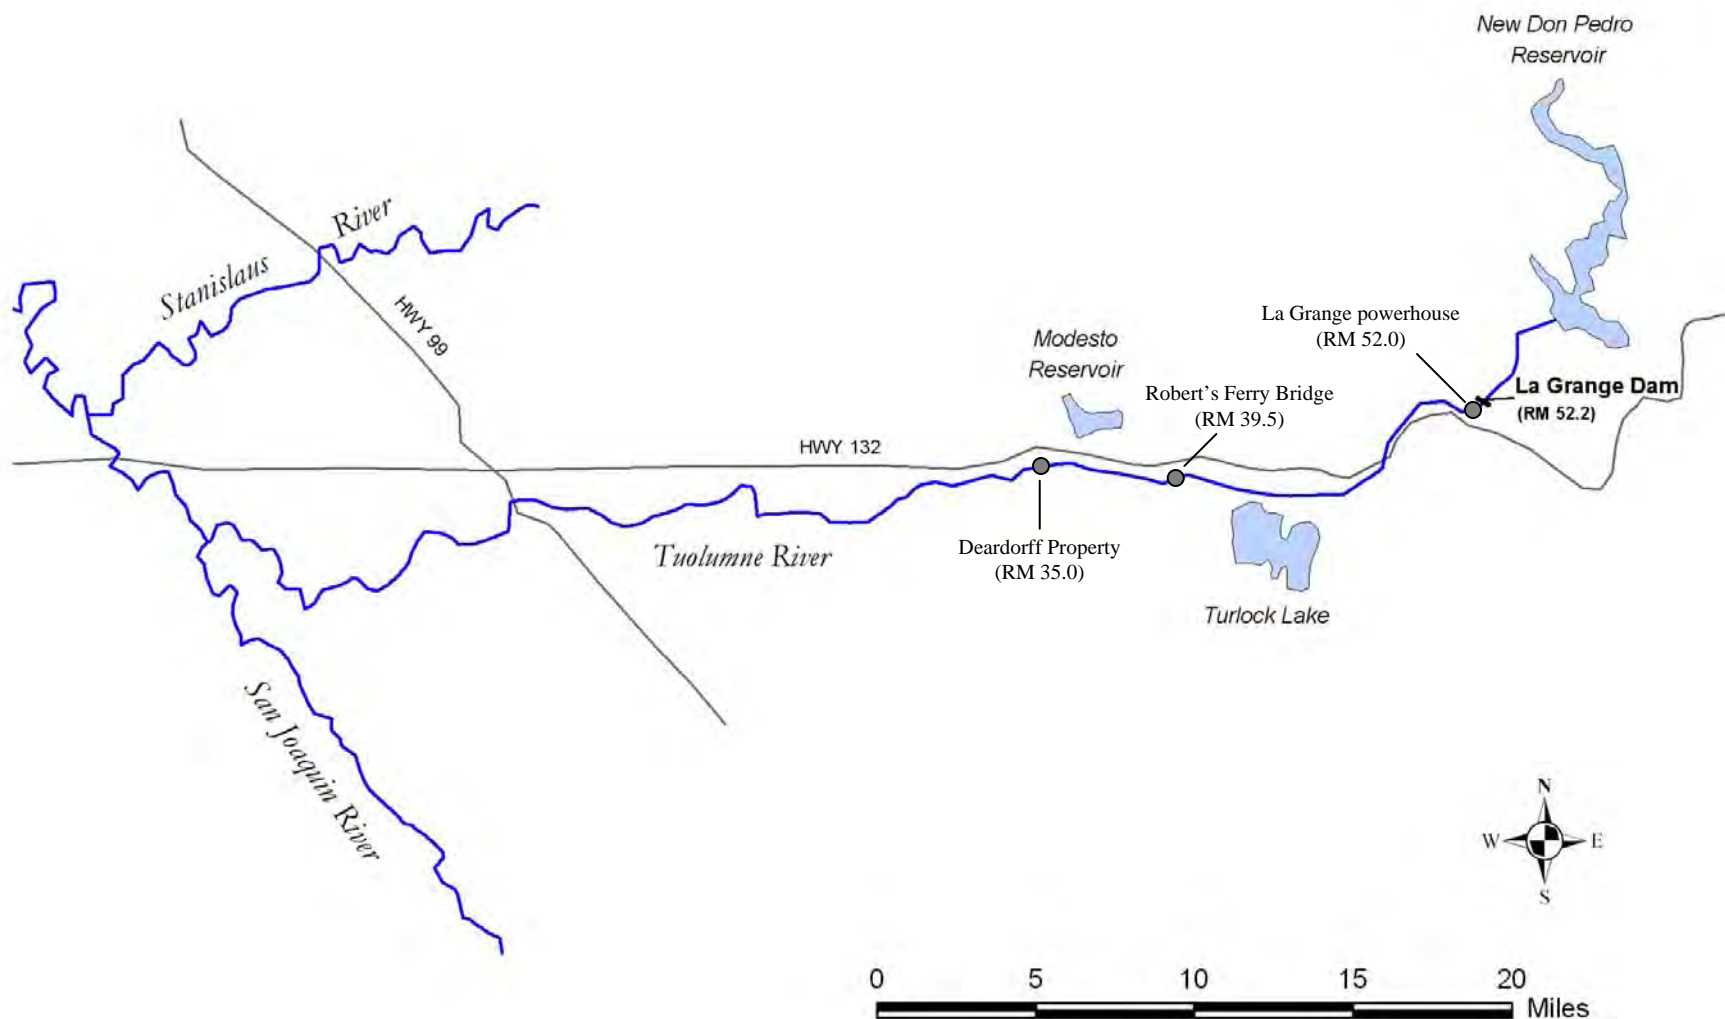 New Don Pedro
Reservoir
River
Stanislaus
HWY 99
La Grange powerhouse
(RM 52.0)
Modesto
Reservoir
La Grange Dam
(RM 52.2)
Robert's Ferry Bridge
(RM 39.5)
HWY 132
Tuolumne River
Deardorff Property
(RM 35.0)
Turlock Lake
San Joaquin River
N
W E
S
0 5 10 15 20
Miles